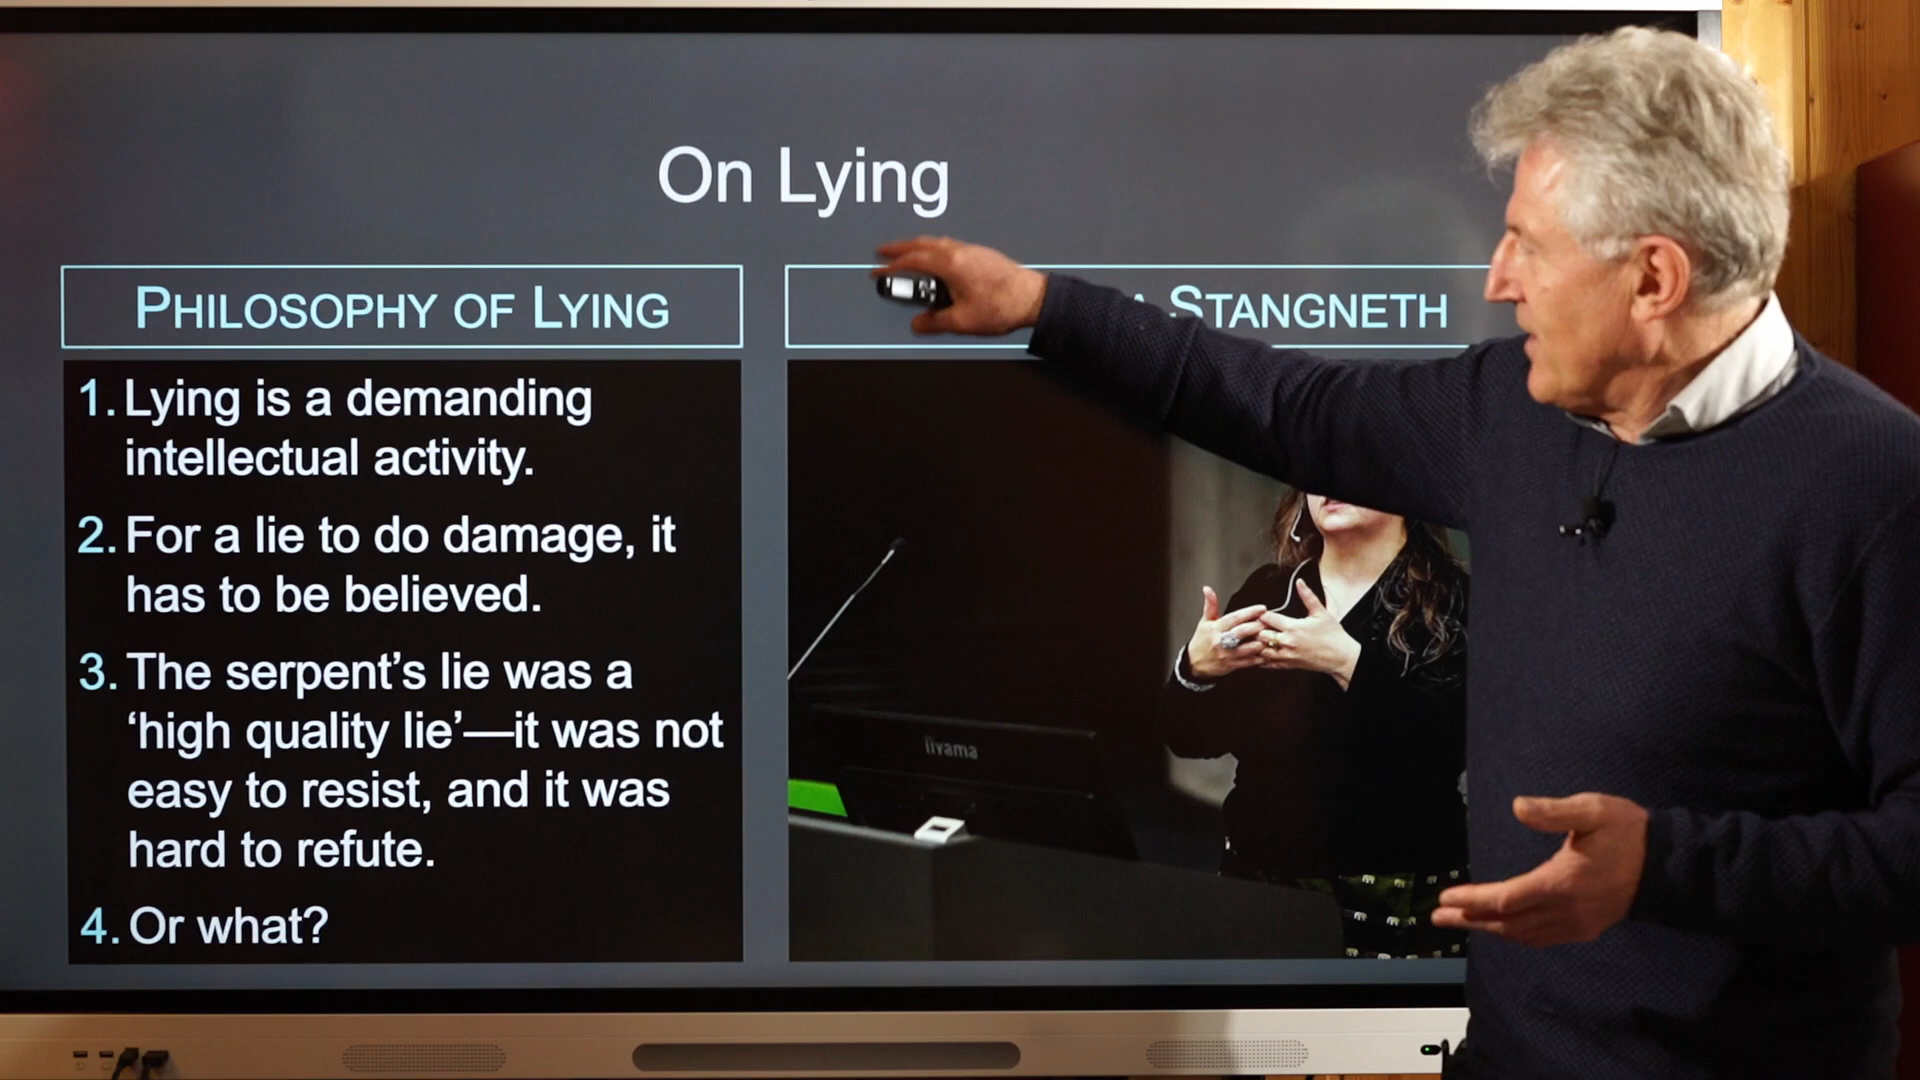 On Lying
PHILOSOPHY OF LYING
STANGNETH
1. Lying is a demanding
intellectual activity.
2. For a lie to do damage, it
has to be believed.
3. The serpent’s lie was a
‘high quality lie’—it was not
easy to resist, and it was
hard to refute.
4. Or what?
iiyama